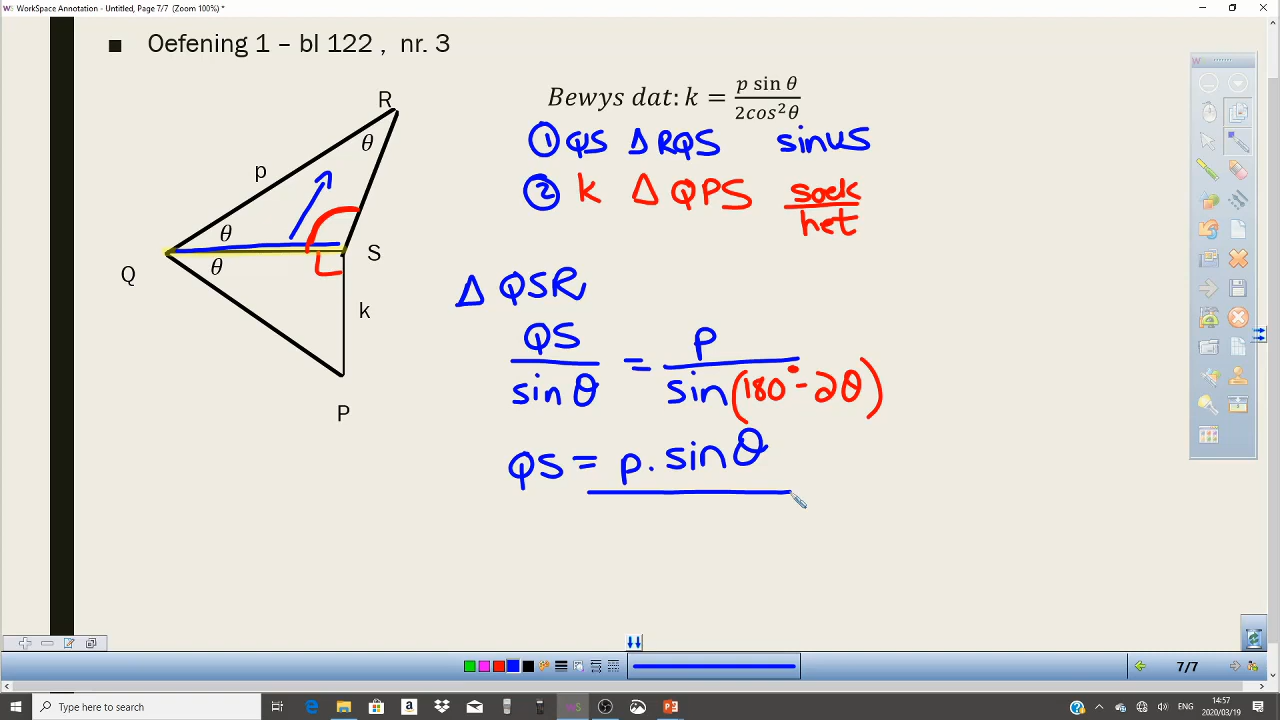 WorkSpace Annotation - Untitled, Page 7/7 (Zoom 100%) *
■ Oefening 1 – bl 122 , nr. 3
Bewys dat: k = p sin θ / 2cos²θ
① QS Δ RQS sinus
② k Δ QPS soek / het
R
θ
p
θ
Q
θ
S
k
P
Δ QSR
QS / sin θ = p / sin (180° - 2θ)
QS = p . sin θ
7/7
Type here to search
ENG
14:57
2020/03/19